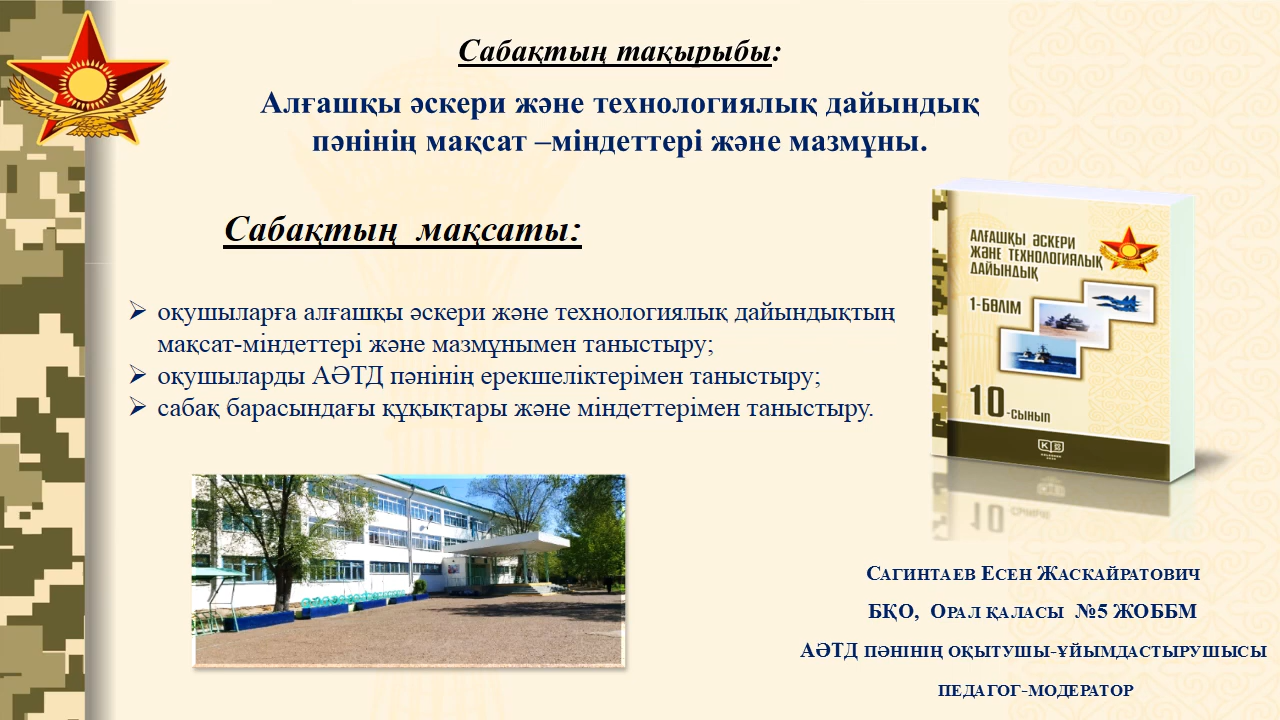 Сабақтың тақырыбы:
Алғашқы әскери және технологиялық дайындық
пәнінің мақсат –міндеттері және мазмұны.
Сабақтың мақсаты:
➢ оқушыларға алғашқы әскери және технологиялық дайындықтың
мақсат-міндеттері және мазмұнымен таныстыру;
➢ оқушыларды АӘТД пәнінің ерекшеліктерімен таныстыру;
➢ сабақ барасындағы құқықтары және міндеттерімен таныстыру.
АЛҒАШҚЫ ӘСКЕРИ
ЖӘНЕ ТЕХНОЛОГИЯЛЫҚ
ДАЙЫНДЫҚ
1-БӨЛІМ
10-СЫНЫП
Сагинтаев Есен Жаскайратович
БҚО, Орал қаласы №5 ЖОББМ
АӘТД пәнінің оқытушы-ұйымдастырушысы
педагог-модератор